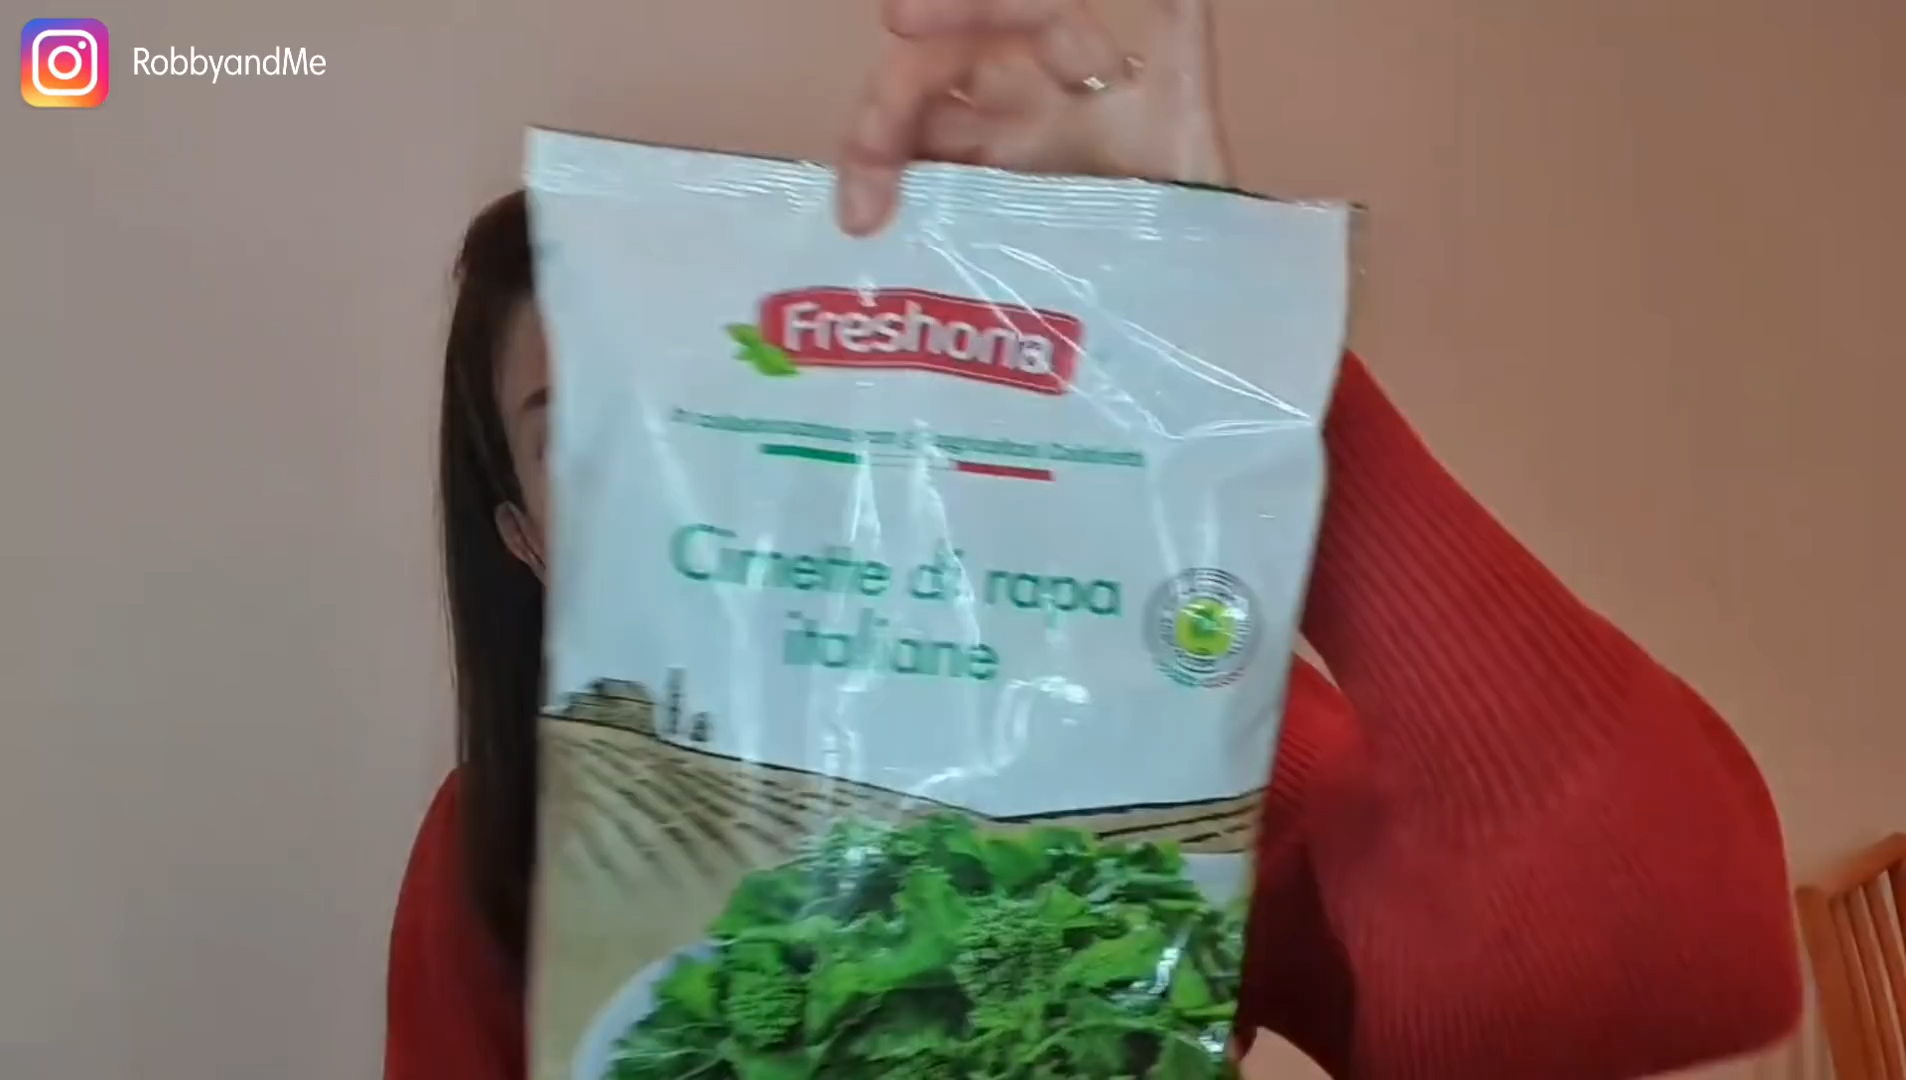 RobbyandMe
Freshona
Cimette di rapa
italiane